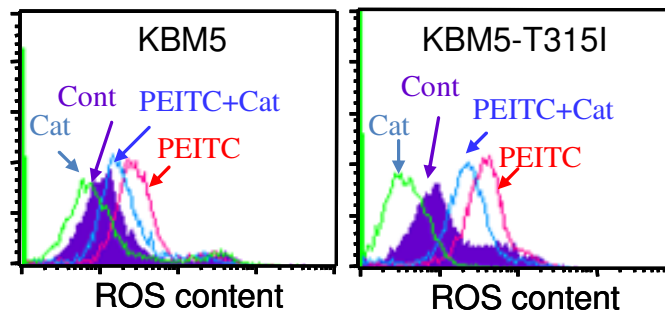 KBM5
Cont
PEITC+Cat
Cat
PEITC
ROS content
KBM5-T315I
Cont
PEITC+Cat
Cat
PEITC
ROS content